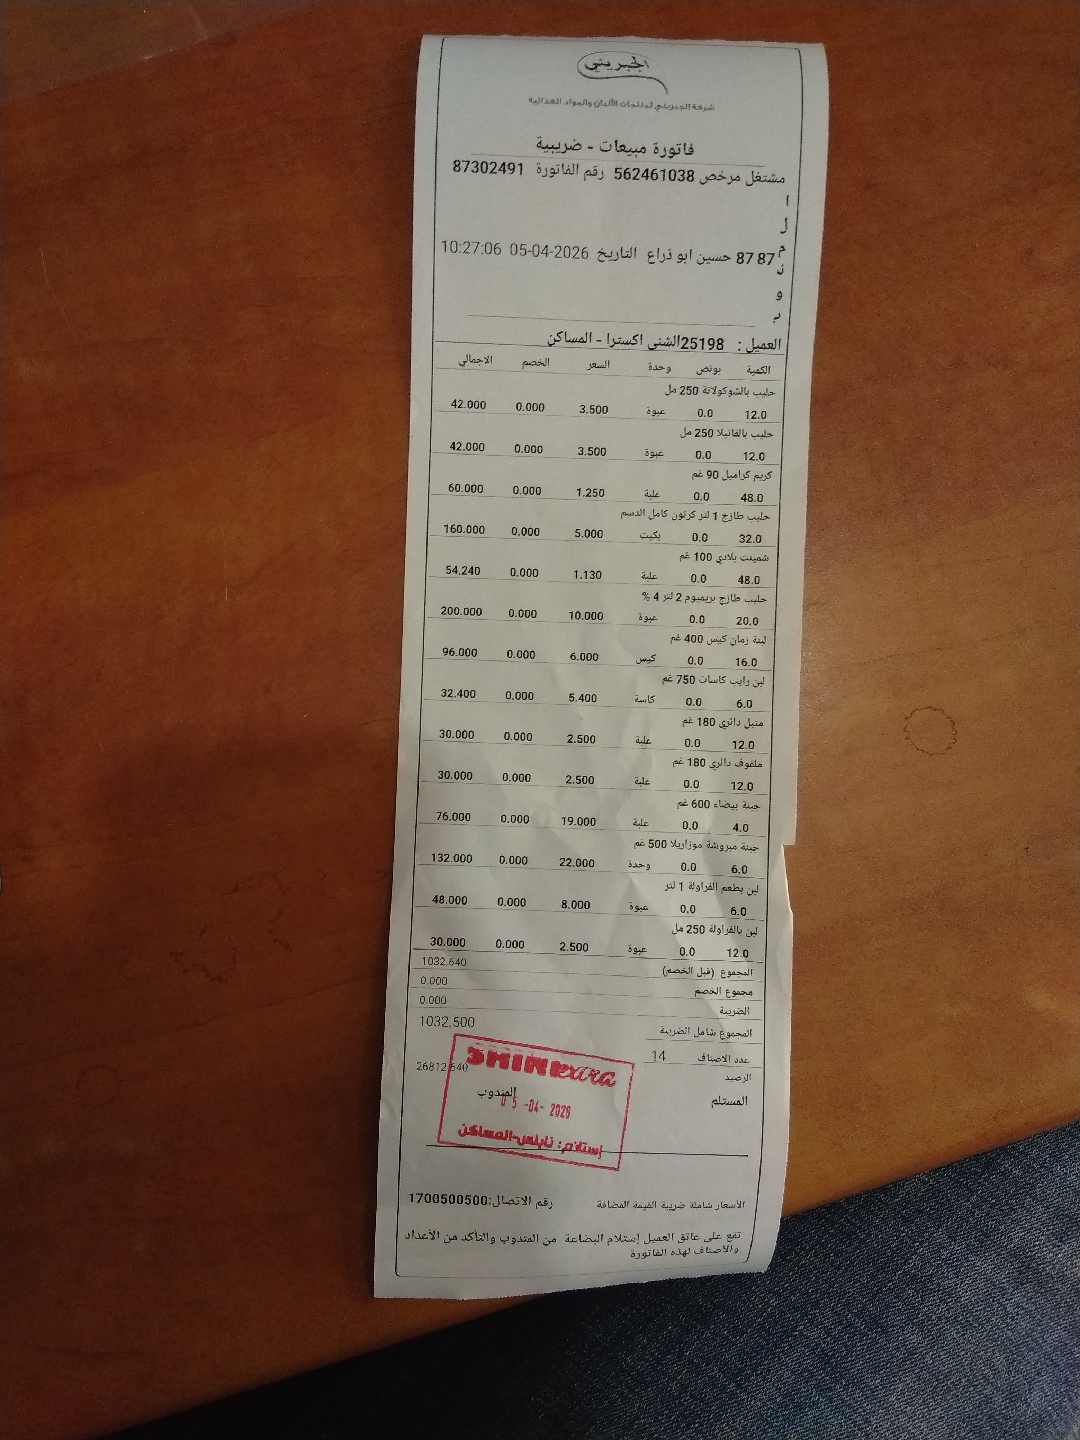 الجبريني
شركة الجبريني لمنتجات الألبان والمواد الغذائية
فاتورة مبيعات - ضريبية
مشتغل مرخص 562461038 رقم الفاتورة 87302491
المندوب 87 87 حسين ابو ذراع التاريخ 05-04-2026 10:27:06
العميل : 25198الشني اكسترا - المساكن
الكمية بونص وحدة السعر الخصم الاجمالي
حليب بالشوكولاتة 250 مل
12.0 0.0 عبوة 3.500 0.000 42.000
حليب بالفانيلا 250 مل
12.0 0.0 عبوة 3.500 0.000 42.000
كريم كراميل 90 غم
48.0 0.0 علبة 1.250 0.000 60.000
حليب طازج 1 لتر كرتون كامل الدسم
32.0 0.0 بكيت 5.000 0.000 160.000
شمينت بلادي 100 غم
48.0 0.0 علبة 1.130 0.000 54.240
حليب طازج بريميوم 2 لتر 4 %
20.0 0.0 عبوة 10.000 0.000 200.000
لبنة زمان كيس 400 غم
16.0 0.0 كيس 6.000 0.000 96.000
لبن رايب كاسات 750 غم
6.0 0.0 كاسة 5.400 0.000 32.400
متبل دائري 180 غم
12.0 0.0 علبة 2.500 0.000 30.000
ملفوف دائري 180 غم
12.0 0.0 علبة 2.500 0.000 30.000
جبنة بيضاء 600 غم
4.0 0.0 علبة 19.000 0.000 76.000
جبنة مبروشة موزاريلا 500 غم
6.0 0.0 وحدة 22.000 0.000 132.000
لبن بطعم الفراولة 1 لتر
6.0 0.0 عبوة 8.000 0.000 48.000
لبن بالفراولة 250 مل
12.0 0.0 عبوة 2.500 0.000 30.000
المجموع (قبل الخصم) 1032.640
مجموع الخصم 0.000
الضريبة 0.000
المجموع شامل الضريبة 1032.500
عدد الاصناف 14
الرصيد 26812.640
المستلم المندوب
SHINI extra
05 -04- 2026
إستلام: نابلس-المساكن
الأسعار شاملة ضريبة القيمة المضافة رقم الاتصال:1700500500
تقع على عاتق العميل إستلام البضاعة من المندوب والتأكد من الأعداد
والأصناف لهذه الفاتورة